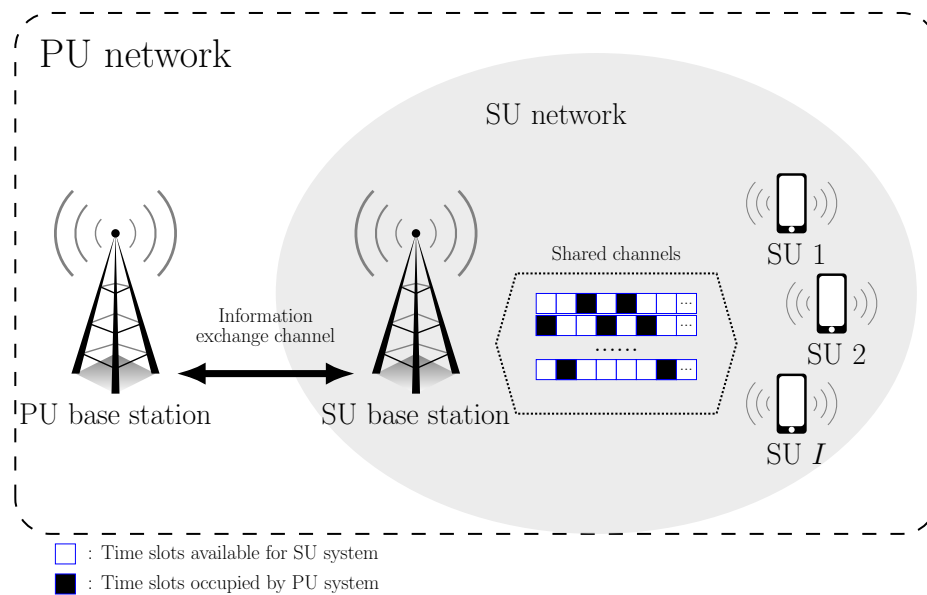 PU network
SU network
SU 1
Shared channels
...
Information
exchange channel
...
......
SU 2
...
PU base station
SU base station
SU I
: Time slots available for SU system
: Time slots occupied by PU system